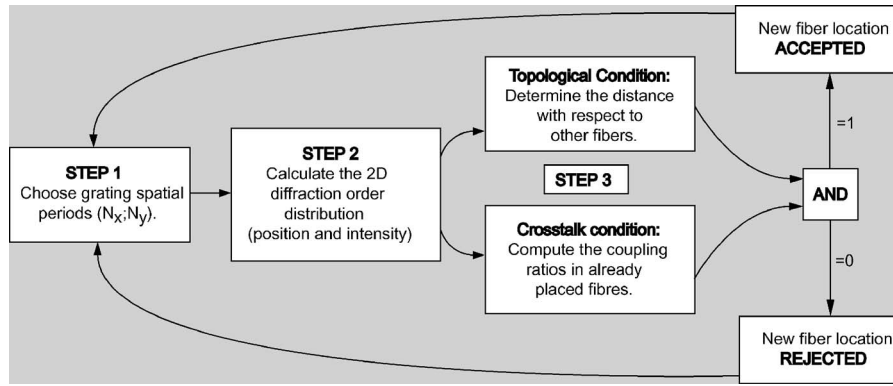 New fiber location
ACCEPTED
Topological Condition:
Determine the distance
with respect to
other fibers.
=1
STEP 1
Choose grating spatial
periods (Nx;Ny).
STEP 2
Calculate the 2D
diffraction order
distribution
(position and intensity)
STEP 3
AND
Crosstalk condition:
Compute the coupling
ratios in already
placed fibres.
=0
New fiber location
REJECTED